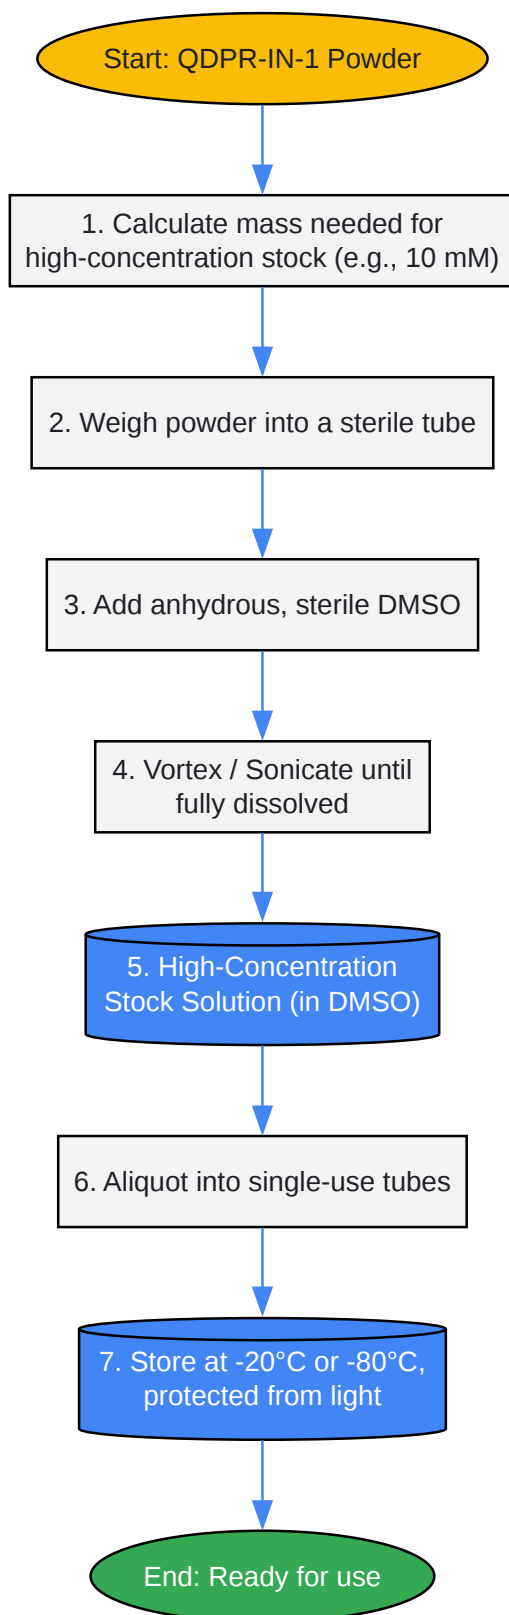 Start: QDPR-IN-1 Powder
1. Calculate mass needed for
high-concentration stock (e.g., 10 mM)
2. Weigh powder into a sterile tube
3. Add anhydrous, sterile DMSO
4. Vortex / Sonicate until
fully dissolved
5. High-Concentration
Stock Solution (in DMSO)
6. Aliquot into single-use tubes
7. Store at -20°C or -80°C,
protected from light
End: Ready for use